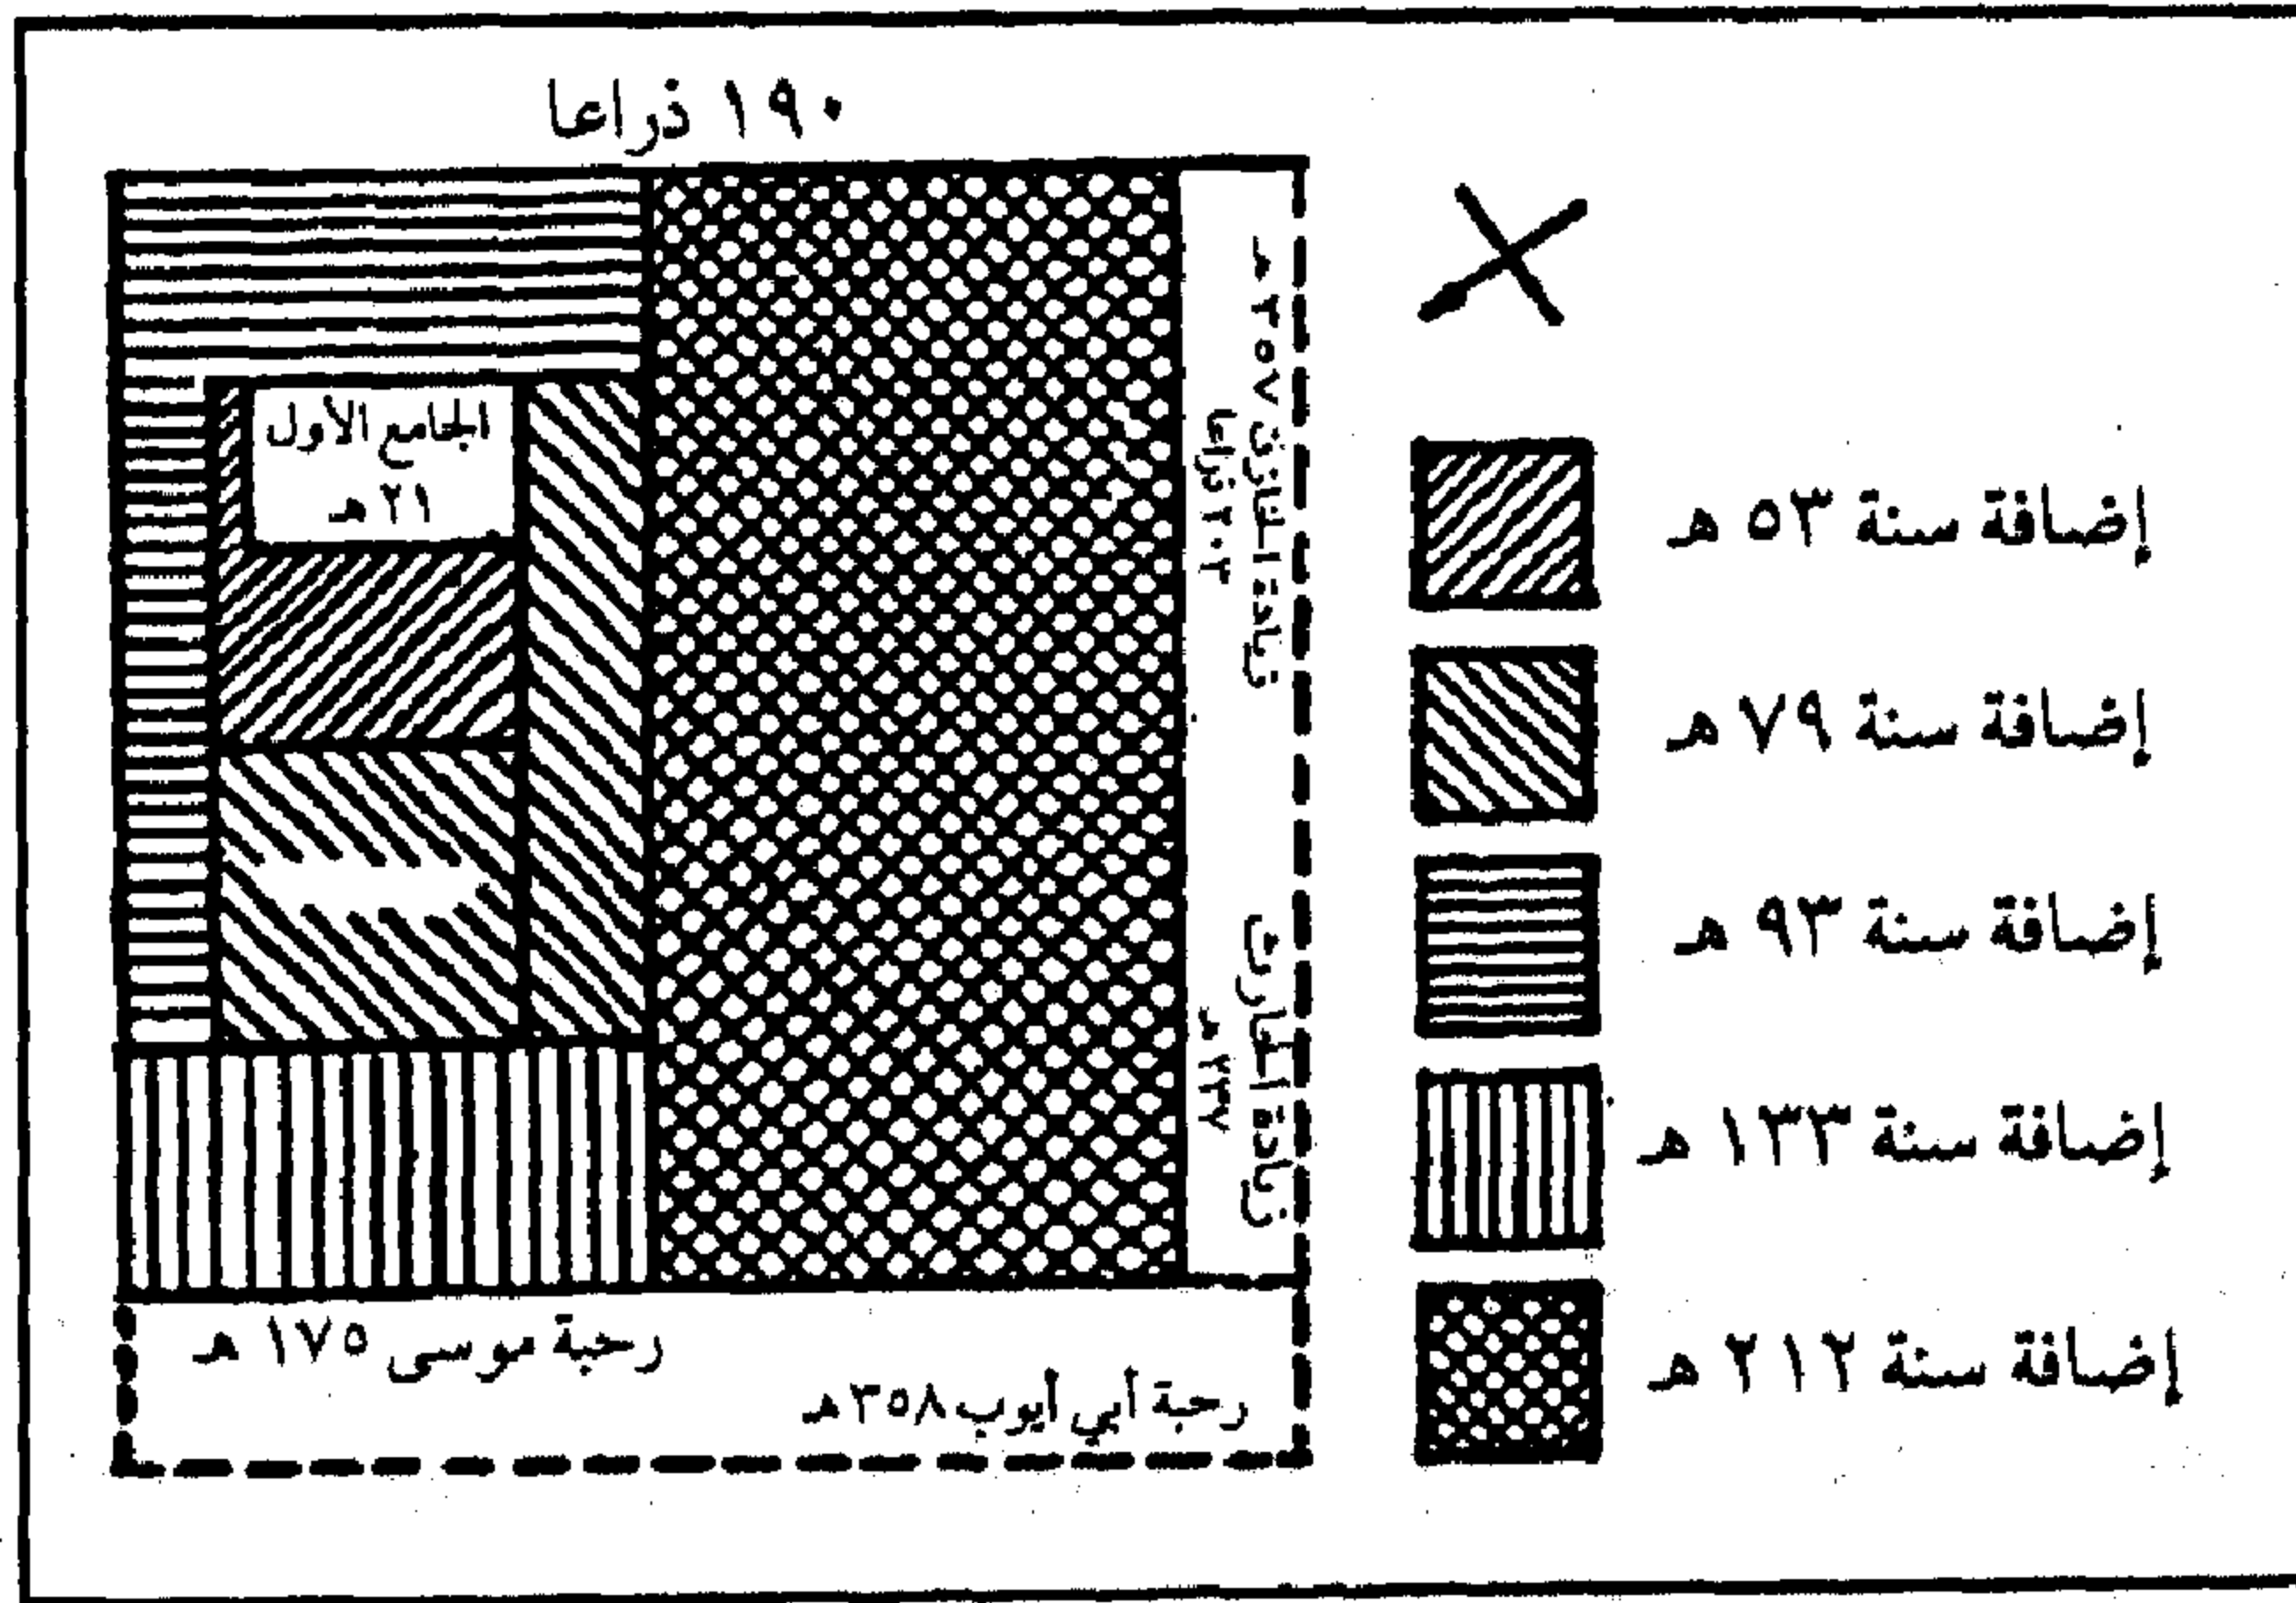 ١٩٠ ذراعا
الجامع الأول
٢١ هـ
زيادة الخازن ٣٥٧ هـ
٢٠٣ ذراعا
زيادة الحارث
٢٣٧ هـ
رحبة موسى ١٧٥ هـ
رحبة أبي أيوب ٣٥٨ هـ
إضافة سنة ٥٣ هـ
إضافة سنة ٧٩ هـ
إضافة سنة ٩٣ هـ
إضافة سنة ١٣٣ هـ
إضافة سنة ٢١٢ هـ